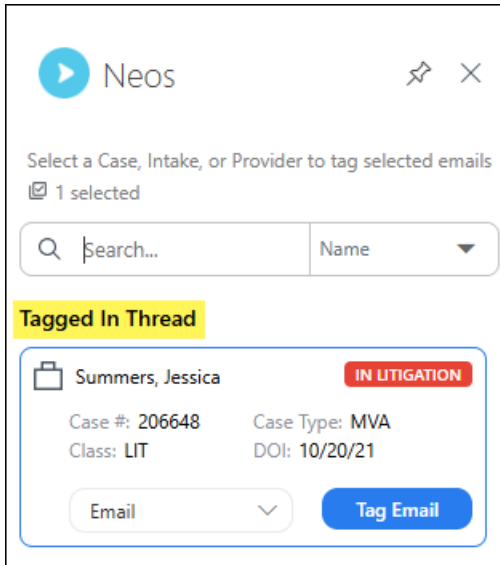 Neos
Select a Case, Intake, or Provider to tag selected emails
1 selected
Search... Name
Tagged In Thread
Summers, Jessica IN LITIGATION
Case #: 206648 Case Type: MVA
Class: LIT DOI: 10/20/21
Email Tag Email